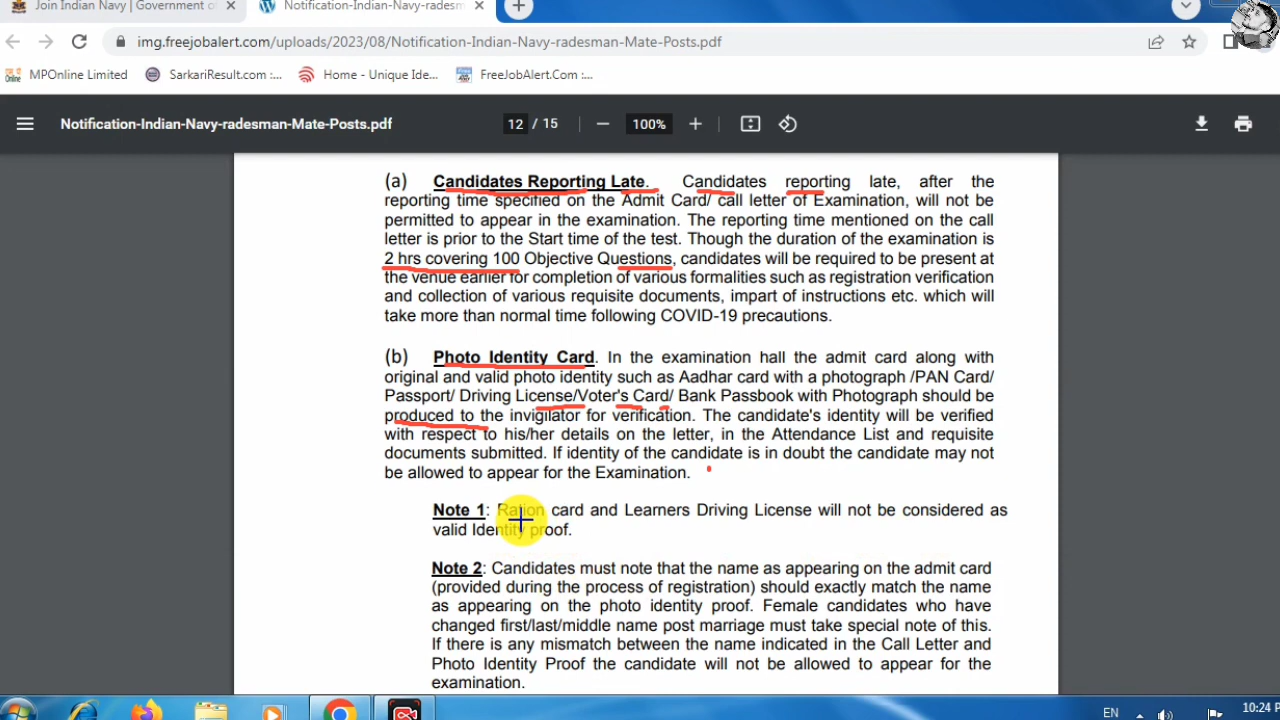 Join Indian Navy | Government of
Notification-Indian-Navy-radesm
img.freejobalert.com/uploads/2023/08/Notification-Indian-Navy-radesman-Mate-Posts.pdf
MPOnline Limited SarkariResult.com :... Home - Unique Ide... FreeJobAlert.Com :...
Notification-Indian-Navy-radesman-Mate-Posts.pdf 12 / 15 100%
(a) Candidates Reporting Late. Candidates reporting late, after the
reporting time specified on the Admit Card/ call letter of Examination, will not be
permitted to appear in the examination. The reporting time mentioned on the call
letter is prior to the Start time of the test. Though the duration of the examination is
2 hrs covering 100 Objective Questions, candidates will be required to be present at
the venue earlier for completion of various formalities such as registration verification
and collection of various requisite documents, impart of instructions etc. which will
take more than normal time following COVID-19 precautions.
(b) Photo Identity Card. In the examination hall the admit card along with
original and valid photo identity such as Aadhar card with a photograph /PAN Card/
Passport/ Driving License/Voter's Card/ Bank Passbook with Photograph should be
produced to the invigilator for verification. The candidate's identity will be verified
with respect to his/her details on the letter, in the Attendance List and requisite
documents submitted. If identity of the candidate is in doubt the candidate may not
be allowed to appear for the Examination.
Note 1: Ration card and Learners Driving License will not be considered as
valid Identity proof.
Note 2: Candidates must note that the name as appearing on the admit card
(provided during the process of registration) should exactly match the name
as appearing on the photo identity proof. Female candidates who have
changed first/last/middle name post marriage must take special note of this.
If there is any mismatch between the name indicated in the Call Letter and
Photo Identity Proof the candidate will not be allowed to appear for the
examination.
EN 10:24 P